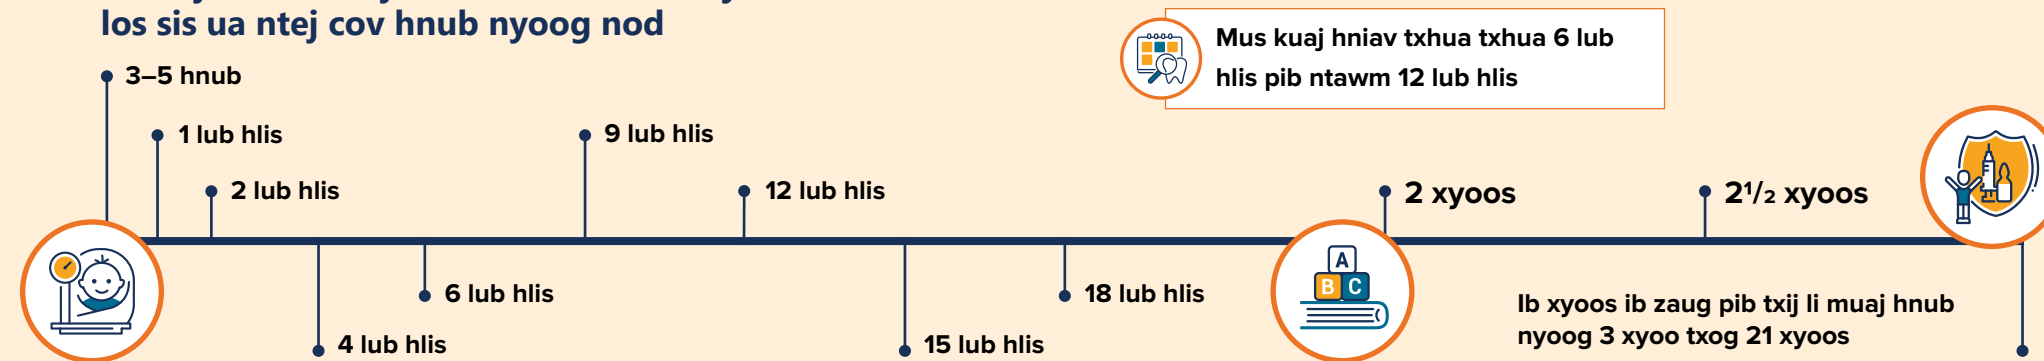 los sis ua ntej cov hnub nyoog nod
Mus kuaj hniav txhua txhua 6 lub
hlis pib ntawm 12 lub hlis
3–5 hnub
1 lub hlis
2 lub hlis
4 lub hlis
6 lub hlis
9 lub hlis
12 lub hlis
15 lub hlis
18 lub hlis
A
B C
2 xyoos
2¹/₂ xyoos
Ib xyoos ib zaug pib txij li muaj hnub
nyoog 3 xyoo txog 21 xyoos